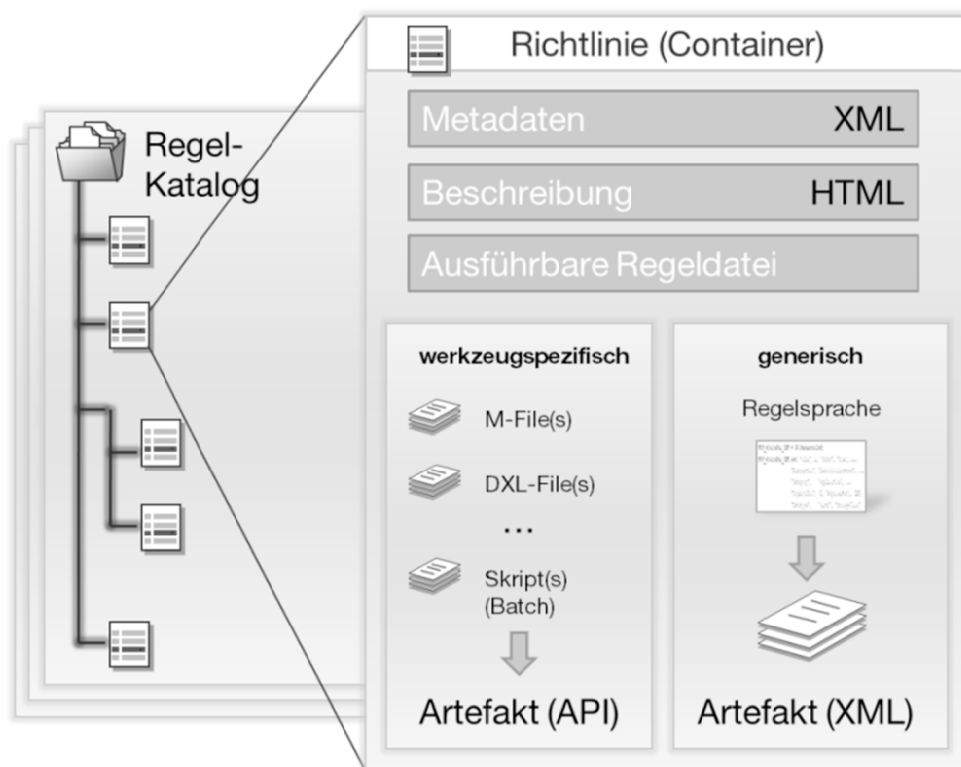 Richtlinie (Container)
Regel-
Katalog
Metadaten XML
Beschreibung HTML
Ausführbare Regeldatei
werkzeugspezifisch
M-File(s)
DXL-File(s)
...
Skript(s)
(Batch)
Artefakt (API)
generisch
Regelsprache
Artefakt (XML)